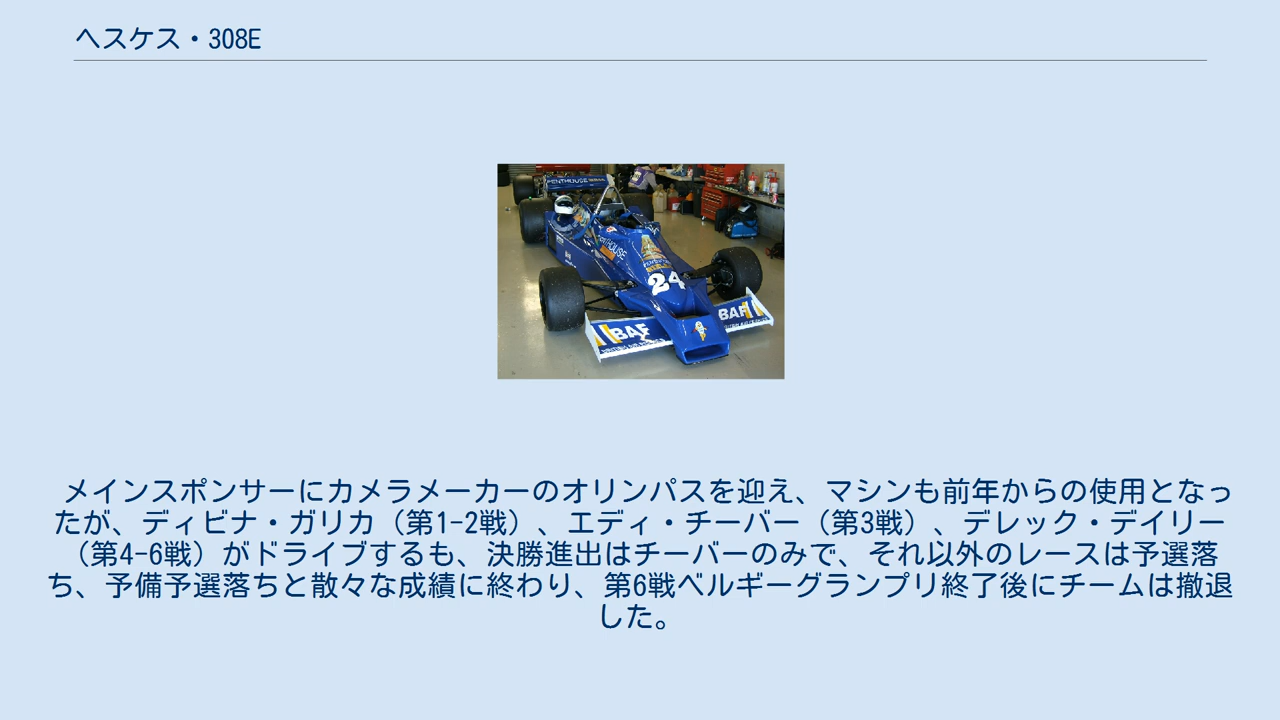 ヘスケス・308E
PENTHOUSE
PENTHOUSE
24
BAF
BAF
メインスポンサーにカメラメーカーのオリンパスを迎え、マシンも前年からの使用となっ
たが、ディビナ・ガリカ（第1-2戦）、エディ・チーバー（第3戦）、デレック・デイリー
（第4-6戦）がドライブするも、決勝進出はチーバーのみで、それ以外のレースは予選落
ち、予備予選落ちと散々な成績に終わり、第6戦ベルギーグランプリ終了後にチームは撤退
した。